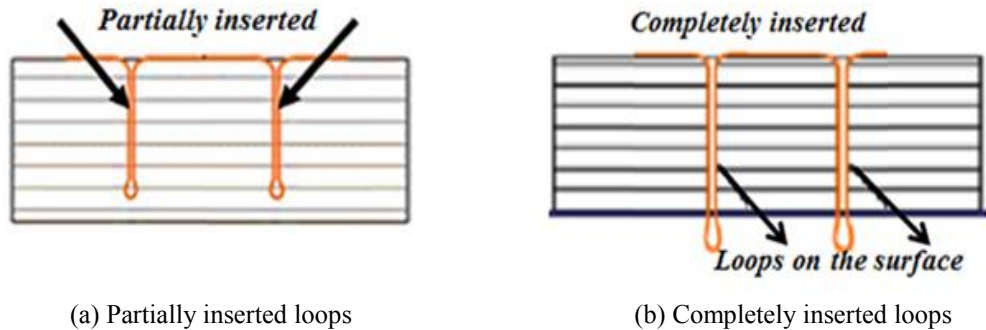 Partially inserted
Completely inserted
Loops on the surface
(a) Partially inserted loops
(b) Completely inserted loops